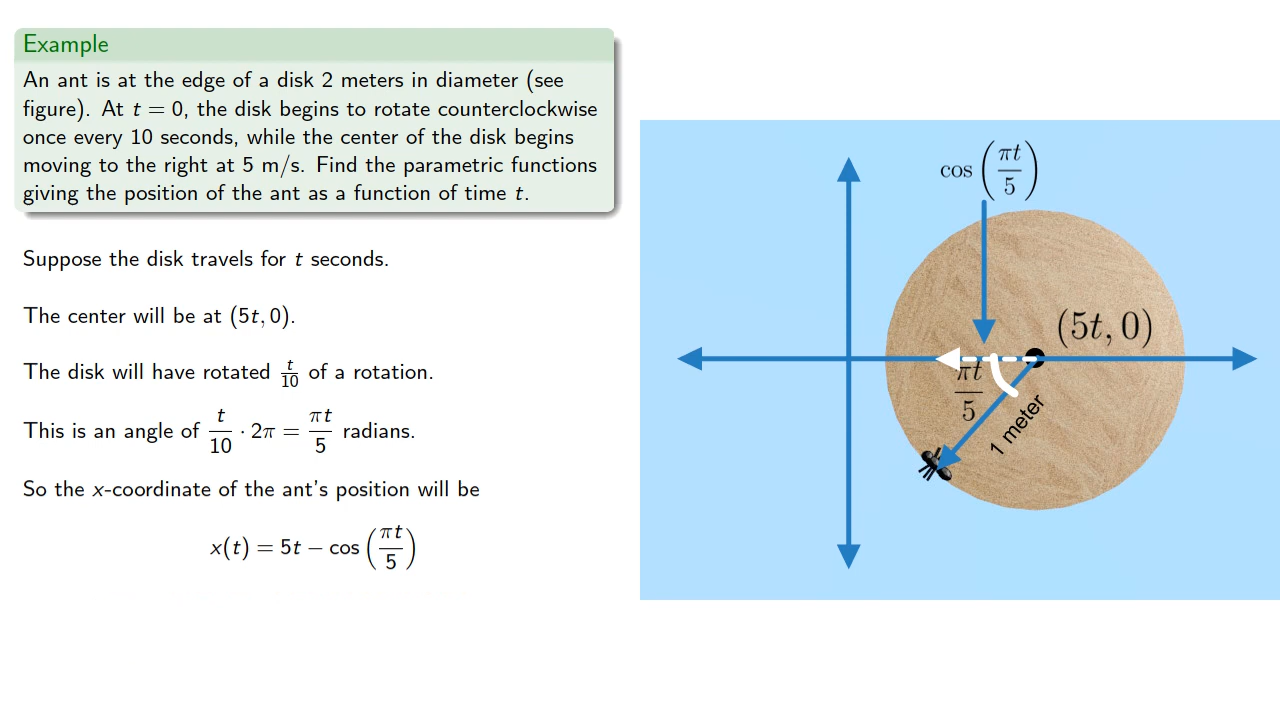 Example
An ant is at the edge of a disk 2 meters in diameter (see
figure). At t = 0, the disk begins to rotate counterclockwise
once every 10 seconds, while the center of the disk begins
moving to the right at 5 m/s. Find the parametric functions
giving the position of the ant as a function of time t.
Suppose the disk travels for t seconds.
The center will be at (5t, 0).
The disk will have rotated t/10 of a rotation.
This is an angle of t/10 · 2π = πt/5 radians.
So the x-coordinate of the ant's position will be
x(t) = 5t − cos(πt/5)
cos(πt/5)
(5t, 0)
πt/5
1 meter